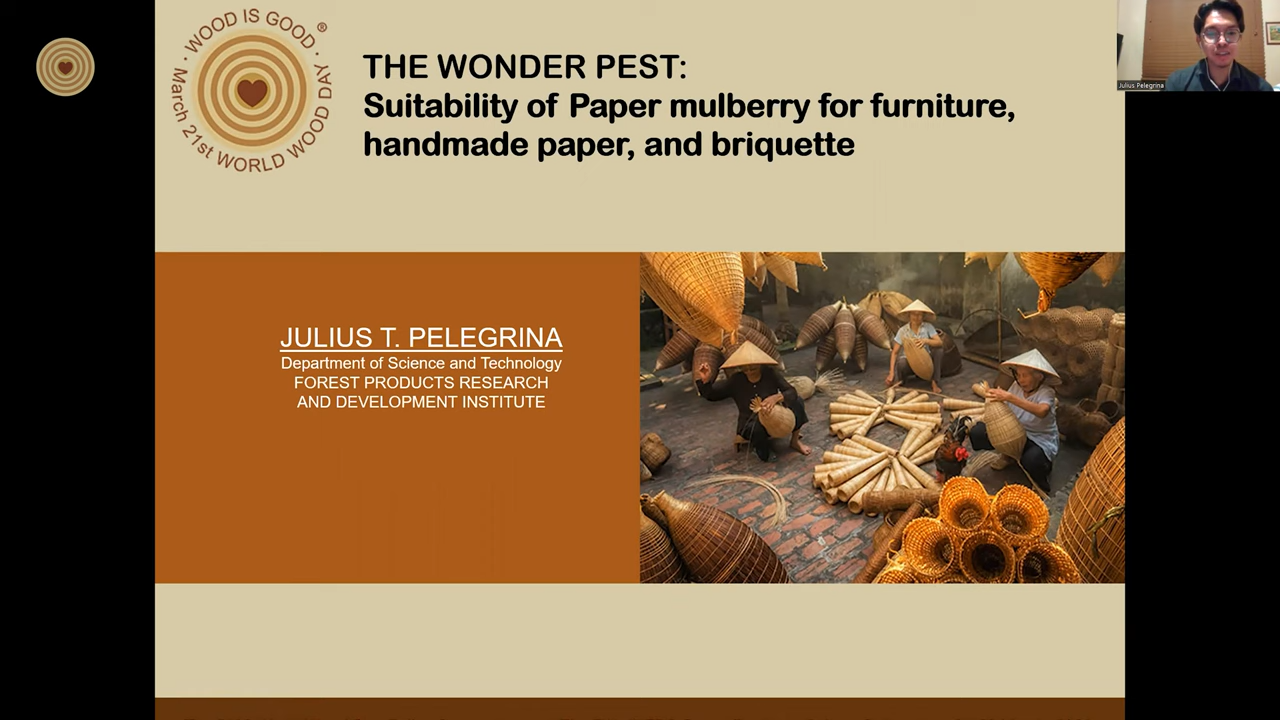 WOOD IS GOOD
®
March 21st WORLD WOOD DAY
THE WONDER PEST:
Suitability of Paper mulberry for furniture,
handmade paper, and briquette
Julius Pelegrina
JULIUS T. PELEGRINA
Department of Science and Technology
FOREST PRODUCTS RESEARCH
AND DEVELOPMENT INSTITUTE